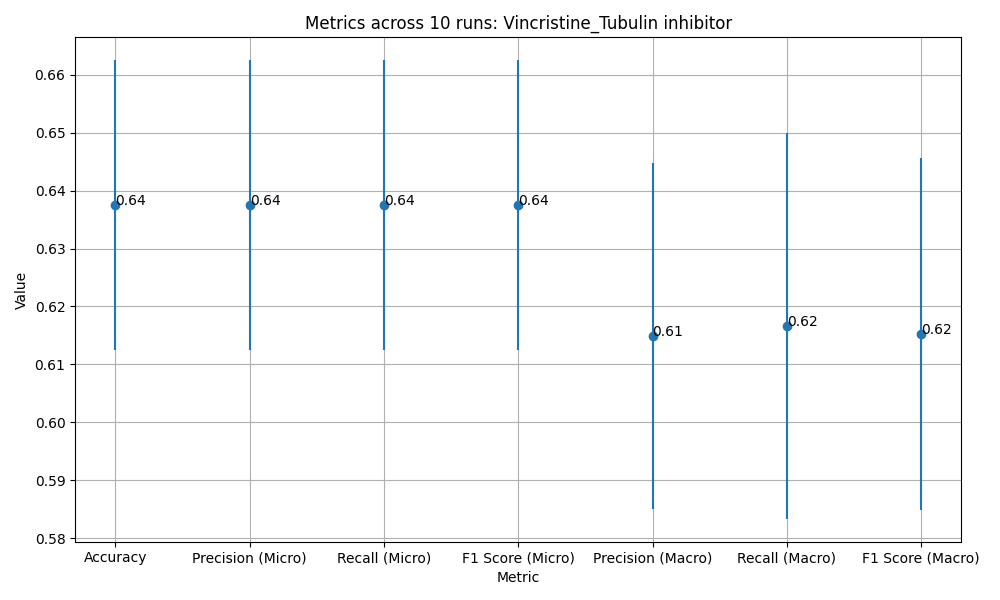 Metrics across 10 runs: Vincristine_Tubulin inhibitor
Value
0.66
0.65
0.64
0.63
0.62
0.61
0.60
0.59
0.58
0.64
0.64
0.64
0.64
0.61
0.62
0.62
Accuracy
Precision (Micro)
Recall (Micro)
F1 Score (Micro)
Precision (Macro)
Recall (Macro)
F1 Score (Macro)
Metric